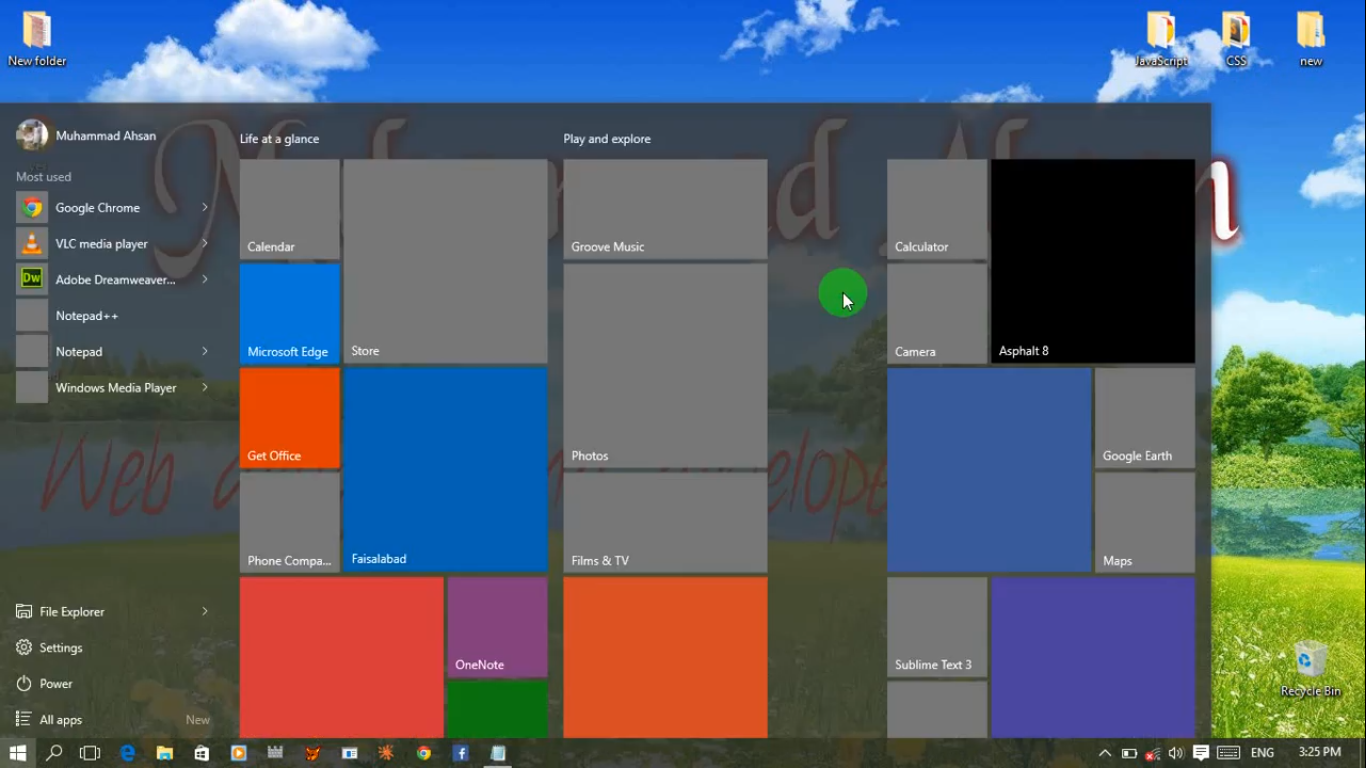 New folder
JavaScript
CSS
new
Muhammad Ahsan
Life at a glance
Play and explore
Most used
Google Chrome
VLC media player
Dw
Adobe Dreamweaver...
Notepad++
Notepad
Windows Media Player
Calendar
Store
Microsoft Edge
Get Office
Faisalabad
Phone Compa...
OneNote
Groove Music
Photos
Films & TV
Calculator
Camera
Asphalt 8
Google Earth
Maps
Sublime Text 3
File Explorer
Settings
Power
All apps
New
Recycle Bin
ENG
3:25 PM